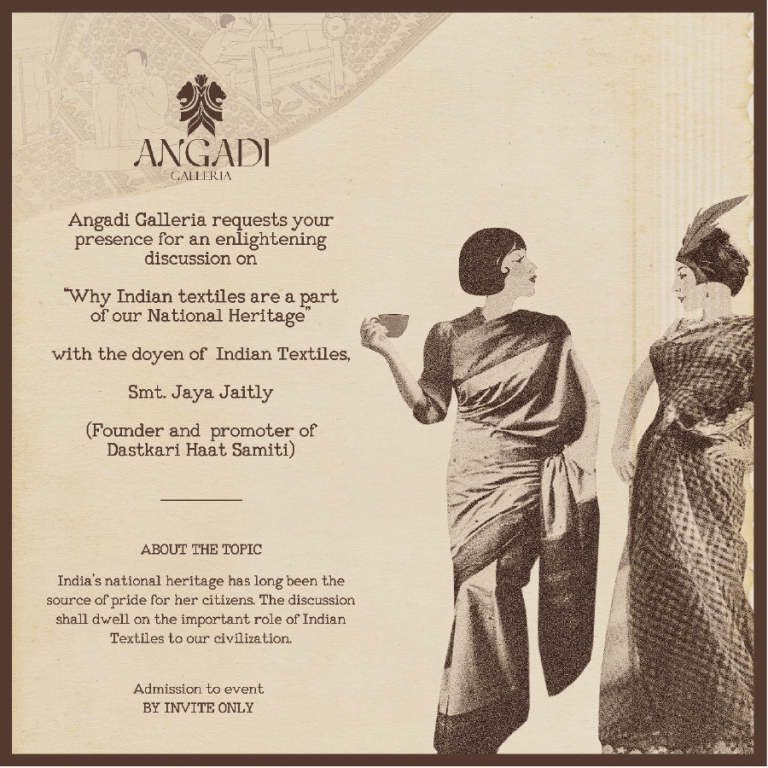 ANGADI
GALLERIA
Angadi Galleria requests your
presence for an enlightening
discussion on
"Why Indian textiles are a part
of our National Heritage"
with the doyen of Indian Textiles,
Smt. Jaya Jaitly
(Founder and promoter of
Dastkari Haat Samiti)
ABOUT THE TOPIC
India's national heritage has long been the
source of pride for her citizens. The discussion
shall dwell on the important role of Indian
Textiles to our civilization.
Admission to event
BY INVITE ONLY